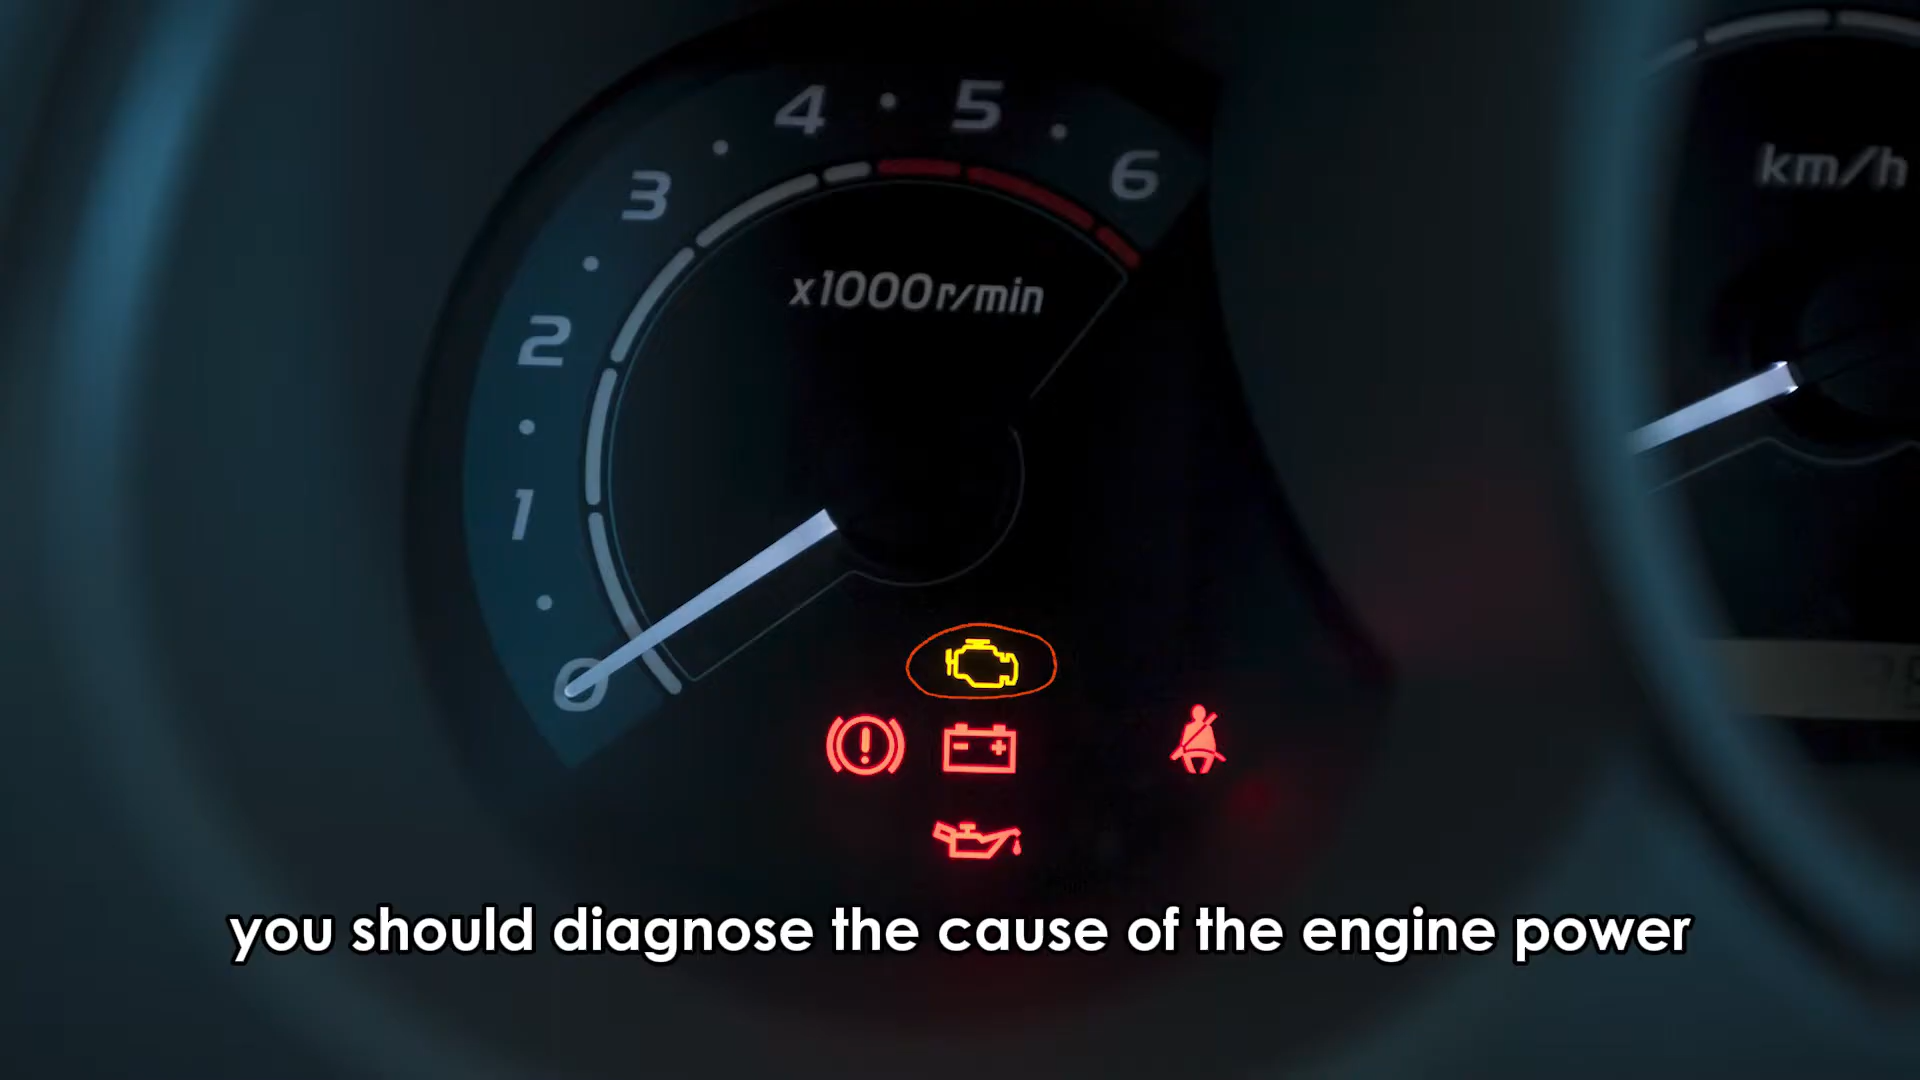 4 5
3 6
2
1
0
x1000r/min
km/h
you should diagnose the cause of the engine power